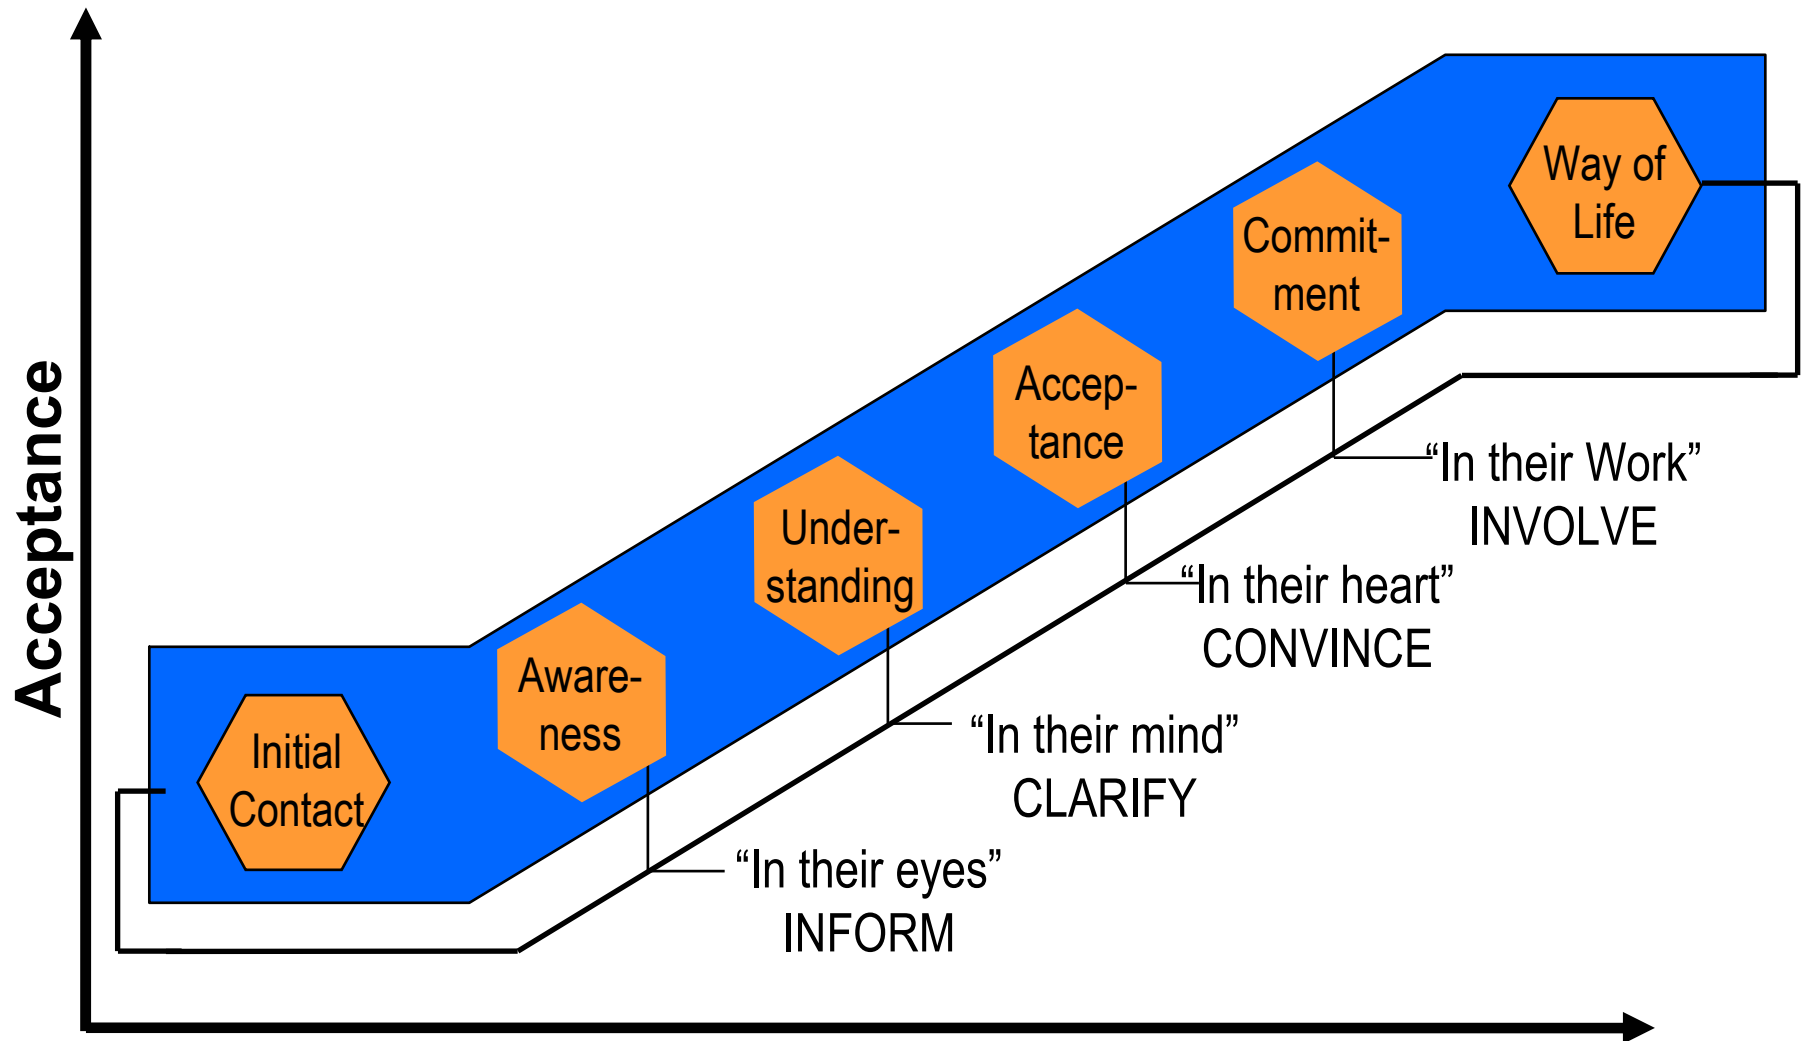 Acceptance
Initial
Contact
Aware-
ness
Under-
standing
Accep-
tance
Commit-
ment
Way of
Life
“In their eyes”
INFORM
“In their mind”
CLARIFY
“In their heart”
CONVINCE
“In their Work”
INVOLVE